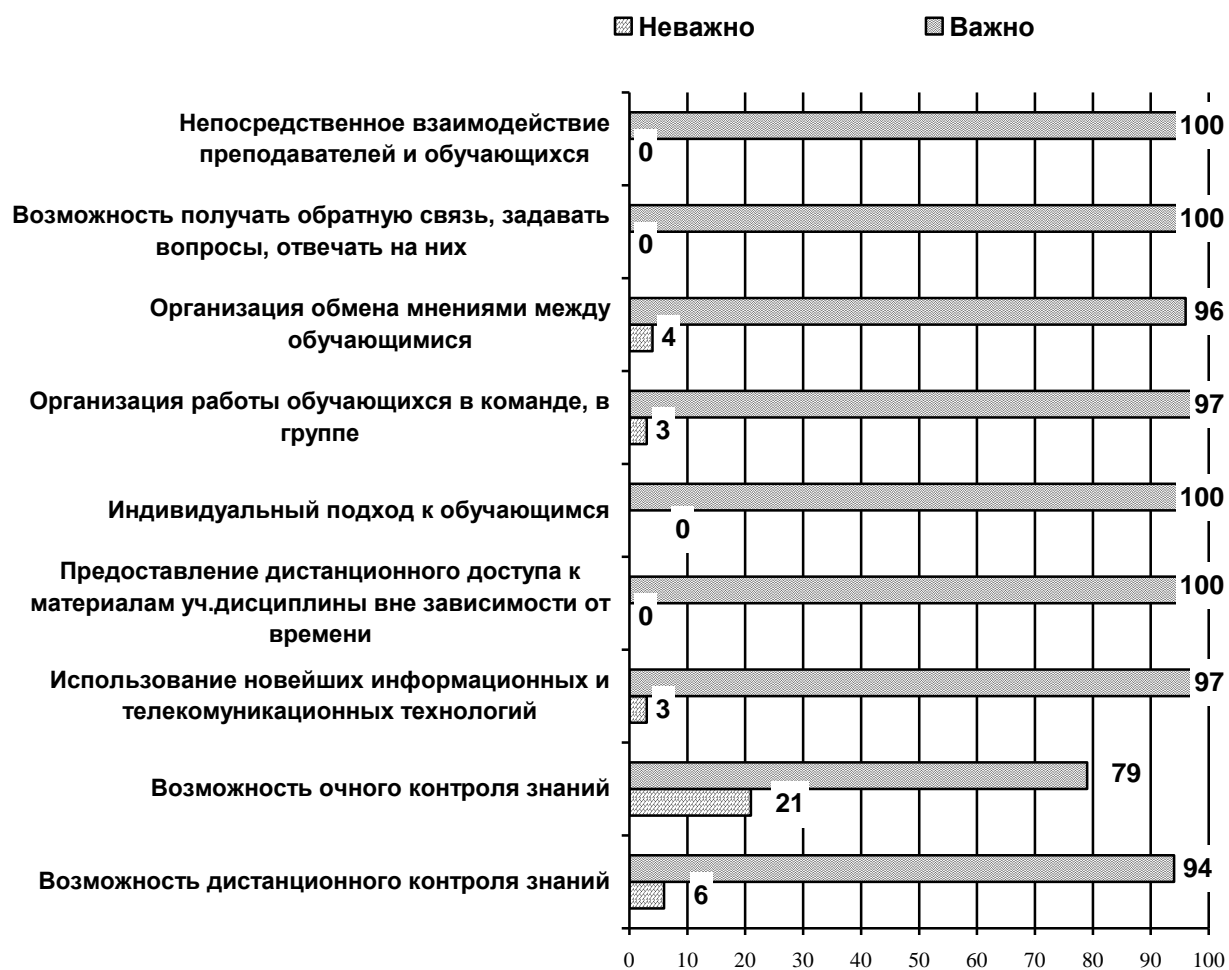 Неважно Важно
Непосредственное взаимодействие
преподавателей и обучающихся
100
0
Возможность получать обратную связь, задавать
вопросы, отвечать на них
100
0
Организация обмена мнениями между
обучающимися
96
4
Организация работы обучающихся в команде, в
группе
97
3
Индивидуальный подход к обучающимся
100
0
Предоставление дистанционного доступа к
материалам уч.дисциплины вне зависимости от
времени
100
0
Использование новейших информационных и
телекомуникационных технологий
97
3
Возможность очного контроля знаний
79
21
Возможность дистанционного контроля знаний
94
6
0 10 20 30 40 50 60 70 80 90 100